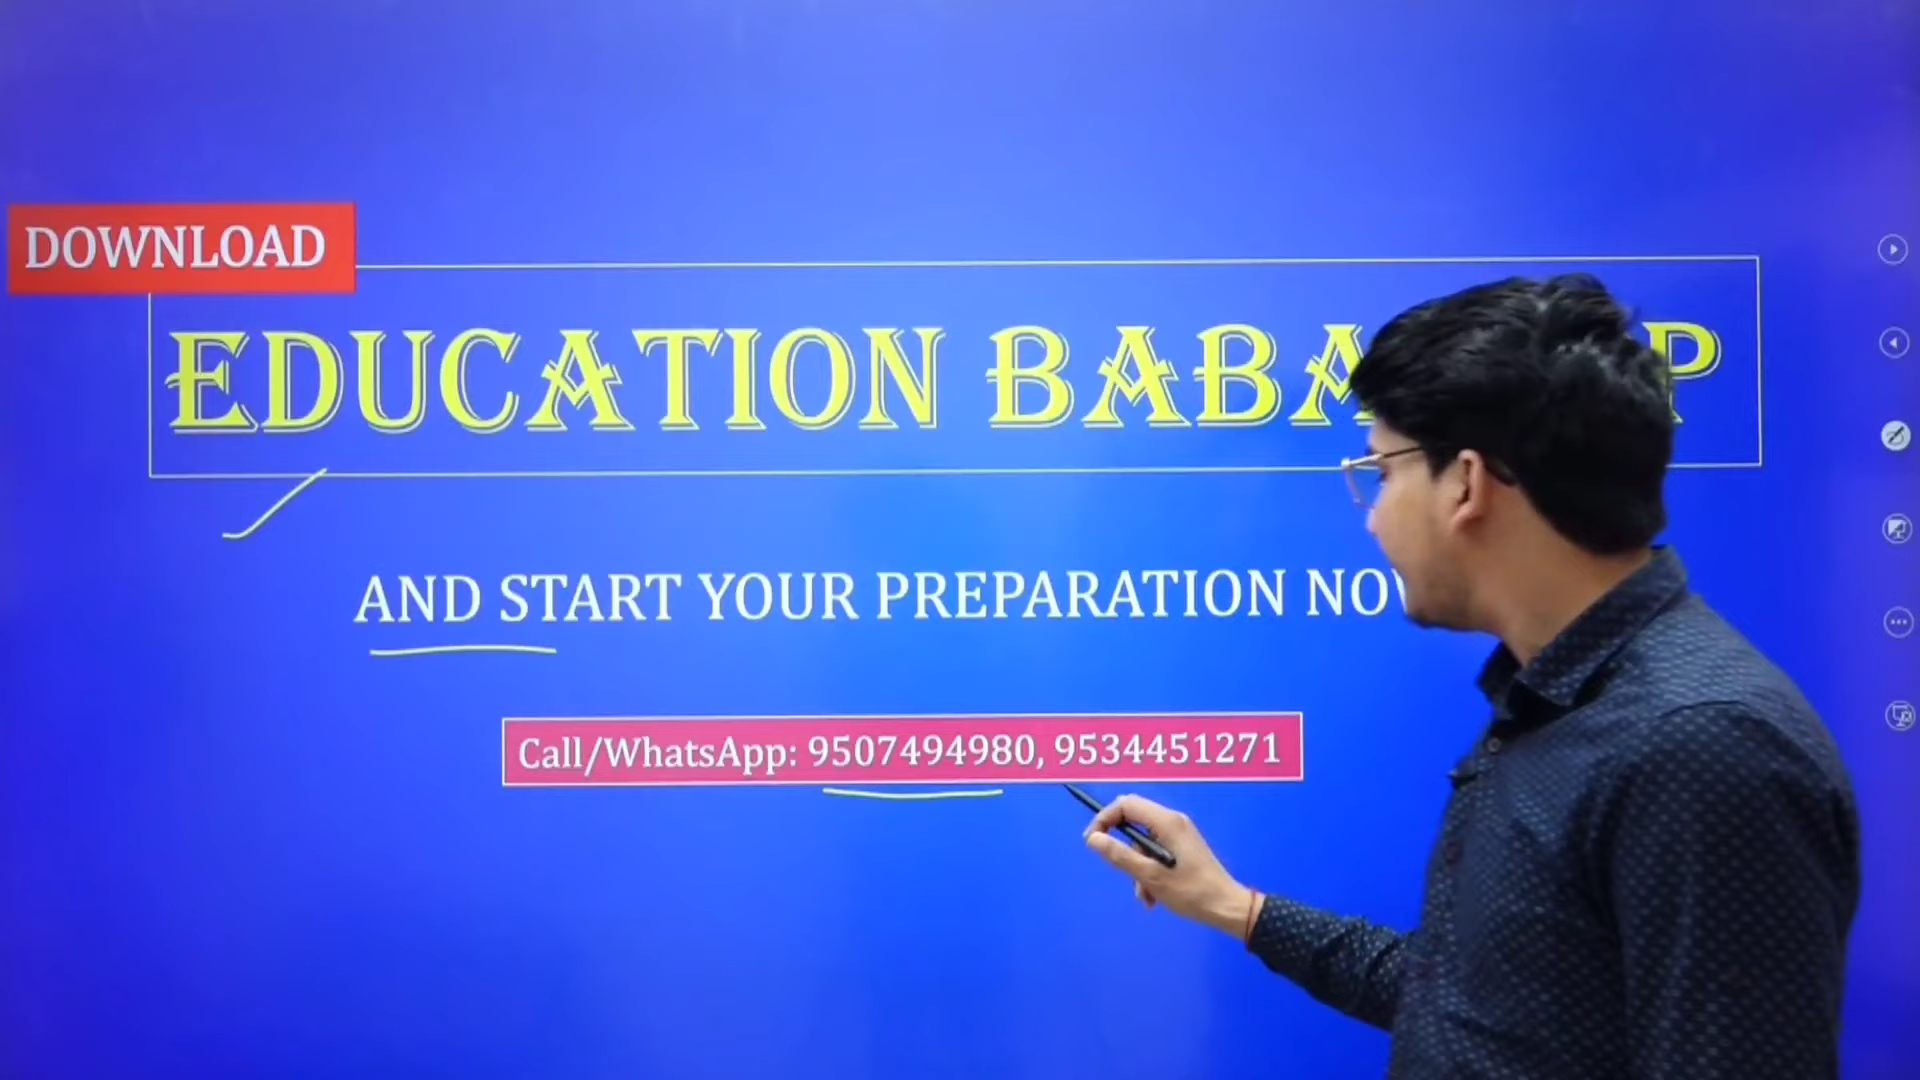 DOWNLOAD
EDUCATION BABA
AND START YOUR PREPARATION
Call/WhatsApp: 9507494980, 9534451271